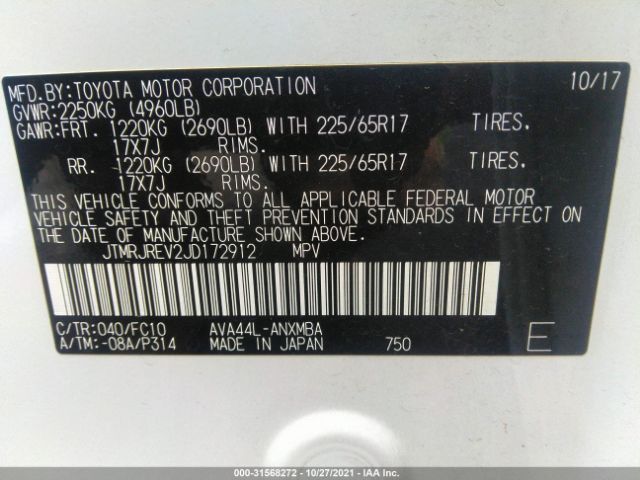 MFD.BY:TOYOTA MOTOR CORPORATION 10/17
GVWR:2250KG (4960LB)
GAWR:FRT. 1220KG (2690LB) WITH 225/65R17 TIRES.
17X7J RIMS.
RR. 1220KG (2690LB) WITH 225/65R17 TIRES.
17X7J RIMS.
THIS VEHICLE CONFORMS TO ALL APPLICABLE FEDERAL MOTOR
VEHICLE SAFETY AND THEFT PREVENTION STANDARDS IN EFFECT ON
THE DATE OF MANUFACTURE SHOWN ABOVE.
JTMRJREV2JD172912 MPV
C/TR:040/FC10 AVA44L-ANXMBA
A/TM:-08A/P314 MADE IN JAPAN 750 E
000-31568272 - 10/27/2021 - IAAI.COM